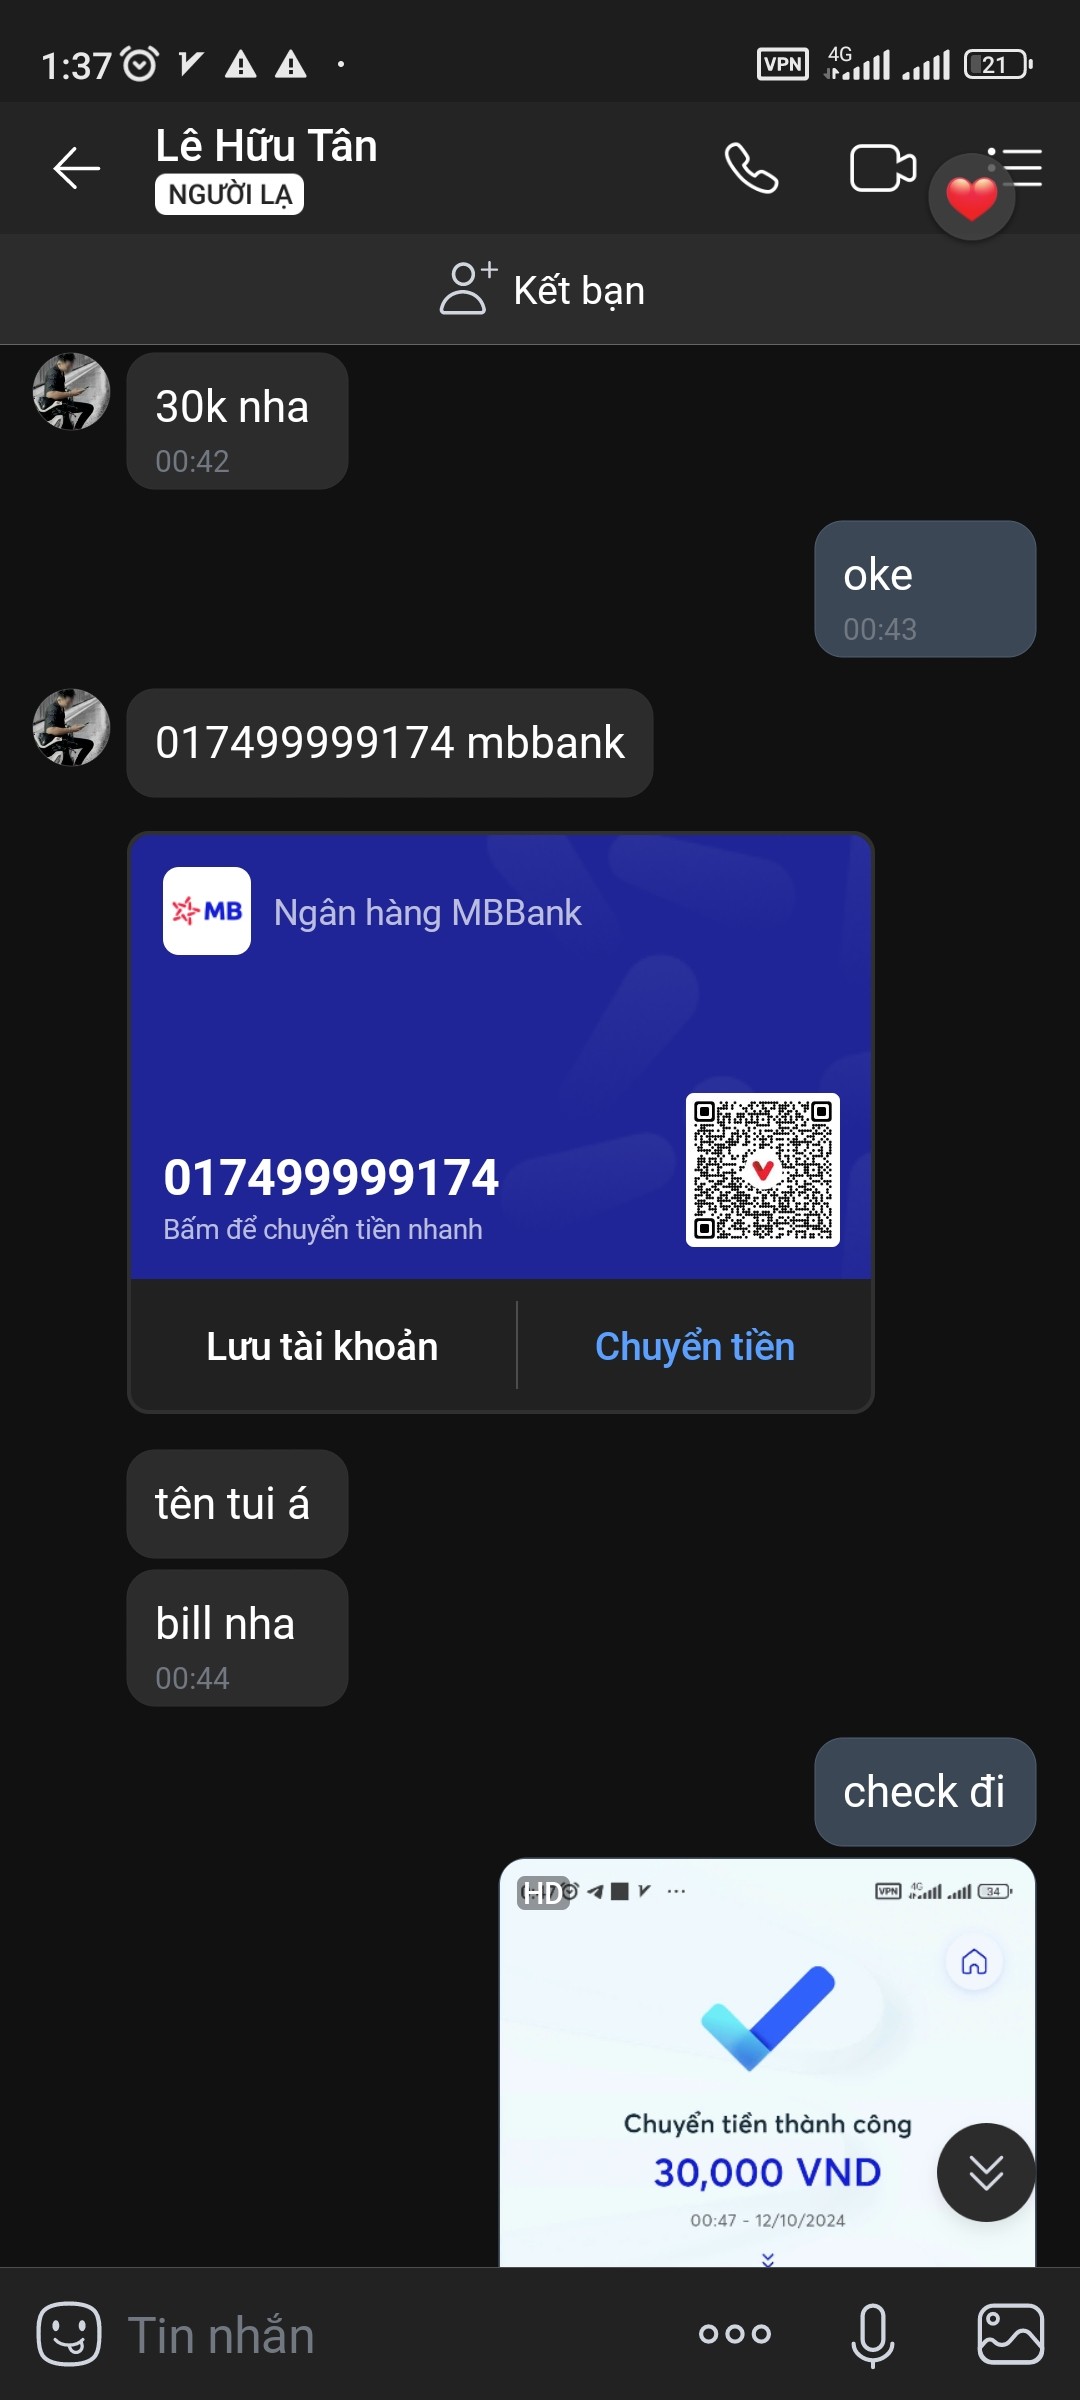 1:37
VPN 4G 21
Lê Hữu Tân
NGƯỜI LẠ
Kết bạn
30k nha
00:42
oke
00:43
017499999174 mbbank
MB Ngân hàng MBBank
017499999174
Bấm để chuyển tiền nhanh
Lưu tài khoản
Chuyển tiền
tên tui á
bill nha
00:44
check đi
HD
VPN 4G 34
Chuyển tiền thành công
30,000 VND
00:47 - 12/10/2024
Tin nhắn